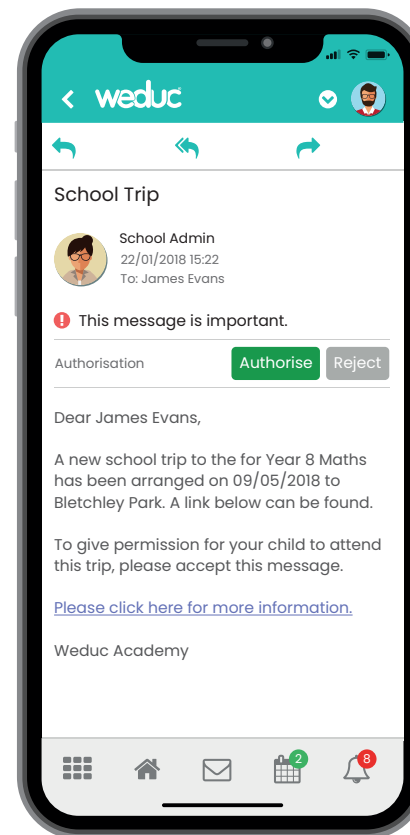 weduc
School Trip
School Admin
22/01/2018 15:22
To: James Evans
This message is important.
Authorisation Authorise Reject
Dear James Evans,
A new school trip to the for Year 8 Maths
has been arranged on 09/05/2018 to
Bletchley Park. A link below can be found.
To give permission for your child to attend
this trip, please accept this message.
Please click here for more information.
Weduc Academy
2 8